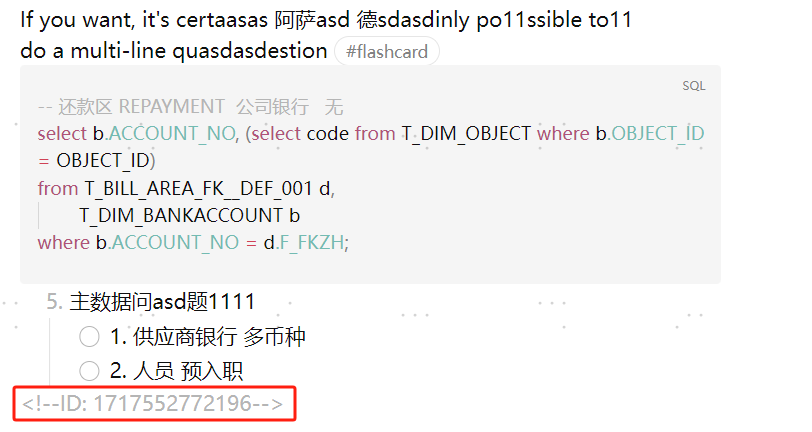 If you want, it's certaasas 阿萨asd 德sdasdinly po11ssible to11
do a multi-line quasdasdestion #flashcard
SQL
-- 还款区 REPAYMENT 公司银行 无
select b.ACCOUNT_NO, (select code from T_DIM_OBJECT where b.OBJECT_ID
= OBJECT_ID)
from T_BILL_AREA_FK__DEF_001 d,
T_DIM_BANKACCOUNT b
where b.ACCOUNT_NO = d.F_FKZH;
5. 主数据问asd题1111
1. 供应商银行 多币种
2. 人员 预入职
<!--ID: 1717552772196-->